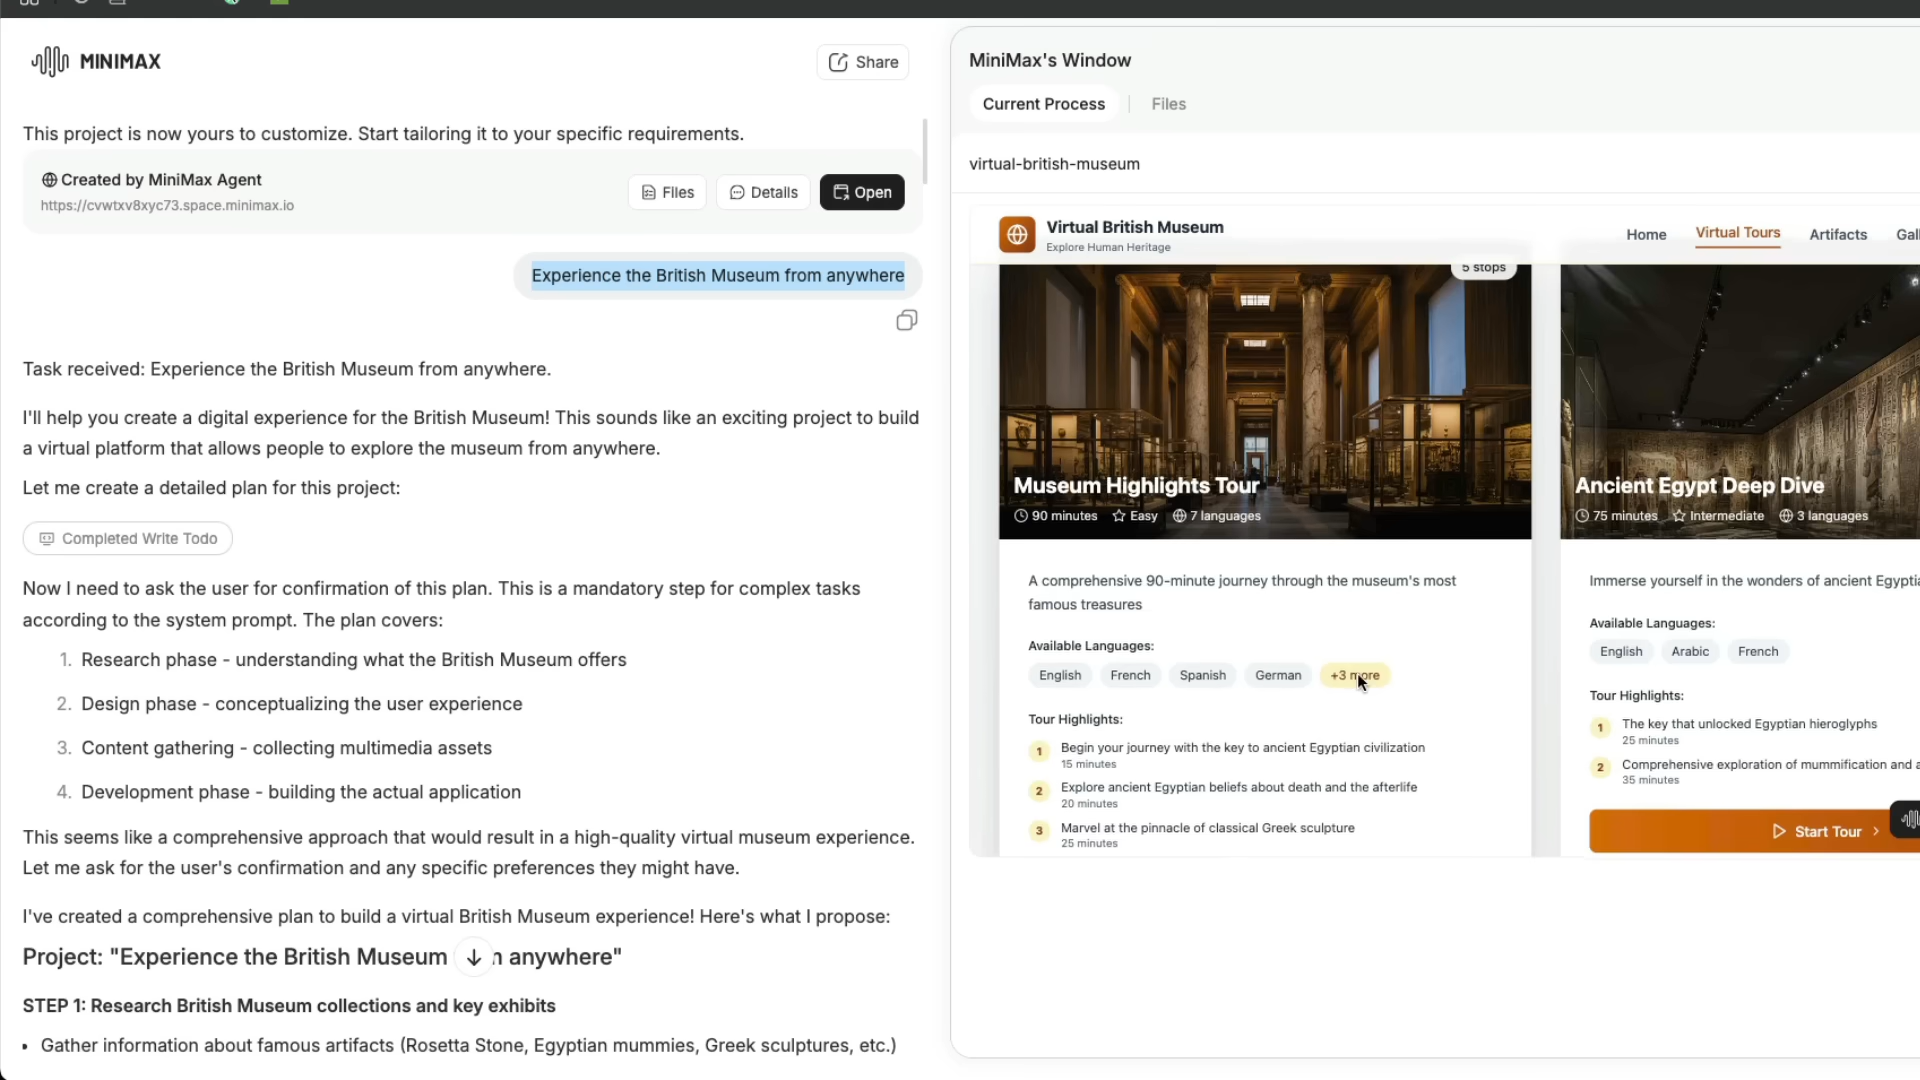 MINIMAX
Share
This project is now yours to customize. Start tailoring it to your specific requirements.
Created by MiniMax Agent
https://cvwtxv8xyc73.space.minimax.io
Files
Details
Open
Experience the British Museum from anywhere
Task received: Experience the British Museum from anywhere.
I'll help you create a digital experience for the British Museum! This sounds like an exciting project to build
a virtual platform that allows people to explore the museum from anywhere.
Let me create a detailed plan for this project:
Completed Write Todo
Now I need to ask the user for confirmation of this plan. This is a mandatory step for complex tasks
according to the system prompt. The plan covers:
1. Research phase - understanding what the British Museum offers
2. Design phase - conceptualizing the user experience
3. Content gathering - collecting multimedia assets
4. Development phase - building the actual application
This seems like a comprehensive approach that would result in a high-quality virtual museum experience.
Let me ask for the user's confirmation and any specific preferences they might have.
I've created a comprehensive plan to build a virtual British Museum experience! Here's what I propose:
Project: "Experience the British Museum anywhere"
STEP 1: Research British Museum collections and key exhibits
• Gather information about famous artifacts (Rosetta Stone, Egyptian mummies, Greek sculptures, etc.)
MiniMax's Window
Current Process
Files
virtual-british-museum
Virtual British Museum
Explore Human Heritage
Home
Virtual Tours
Artifacts
Gall
5 stops
Museum Highlights Tour
90 minutes Easy 7 languages
A comprehensive 90-minute journey through the museum's most
famous treasures
Available Languages:
English French Spanish German +3 more
Tour Highlights:
1 Begin your journey with the key to ancient Egyptian civilization
15 minutes
2 Explore ancient Egyptian beliefs about death and the afterlife
20 minutes
3 Marvel at the pinnacle of classical Greek sculpture
25 minutes
Ancient Egypt Deep Dive
75 minutes Intermediate 3 languages
Immerse yourself in the wonders of ancient Egyptia
Available Languages:
English Arabic French
Tour Highlights:
1 The key that unlocked Egyptian hieroglyphs
25 minutes
2 Comprehensive exploration of mummification and a
35 minutes
Start Tour